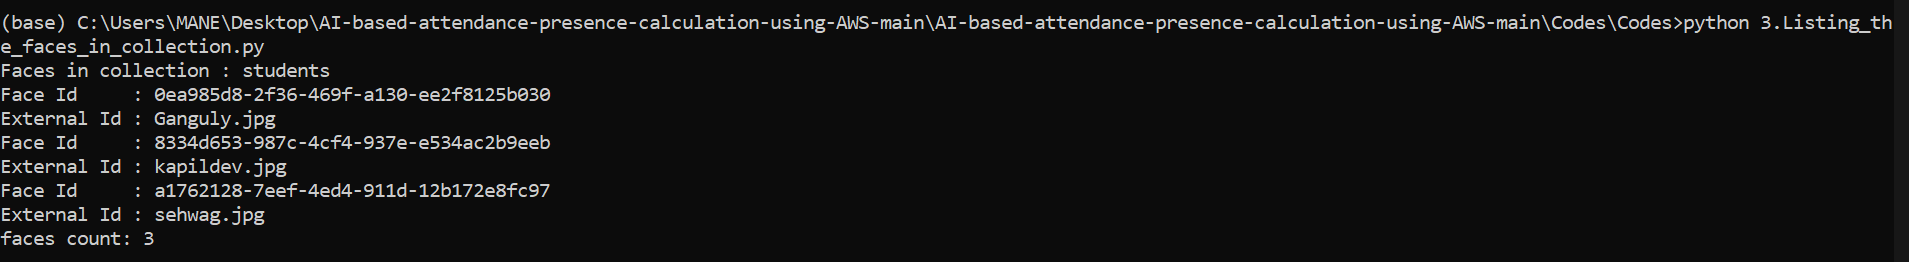 (base) C:\Users\MANE\Desktop\AI-based-attendance-presence-calculation-using-AWS-main\AI-based-attendance-presence-calculation-using-AWS-main\Codes\Codes>python 3.Listing_th
e_faces_in_collection.py
Faces in collection : students
Face Id     : 0ea985d8-2f36-469f-a130-ee2f8125b030
External Id : Ganguly.jpg
Face Id     : 8334d653-987c-4cf4-937e-e534ac2b9eeb
External Id : kapildev.jpg
Face Id     : a1762128-7eef-4ed4-911d-12b172e8fc97
External Id : sehwag.jpg
faces count: 3